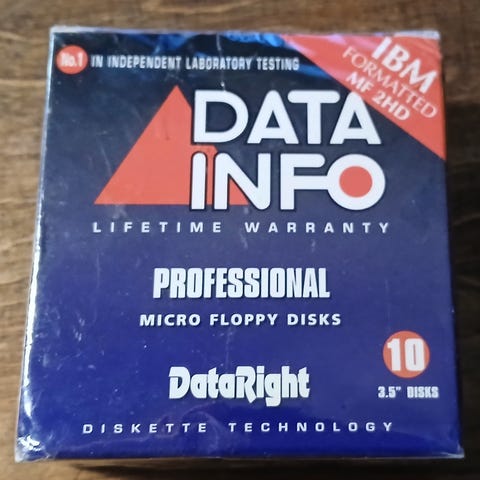 No.1 IN INDEPENDENT LABORATORY TESTING
IBM
FORMATTED
MF 2HD
DATA
INFO
LIFETIME WARRANTY
PROFESSIONAL
MICRO FLOPPY DISKS
10
3.5" DISKS
DataRight
DISKETTE TECHNOLOGY